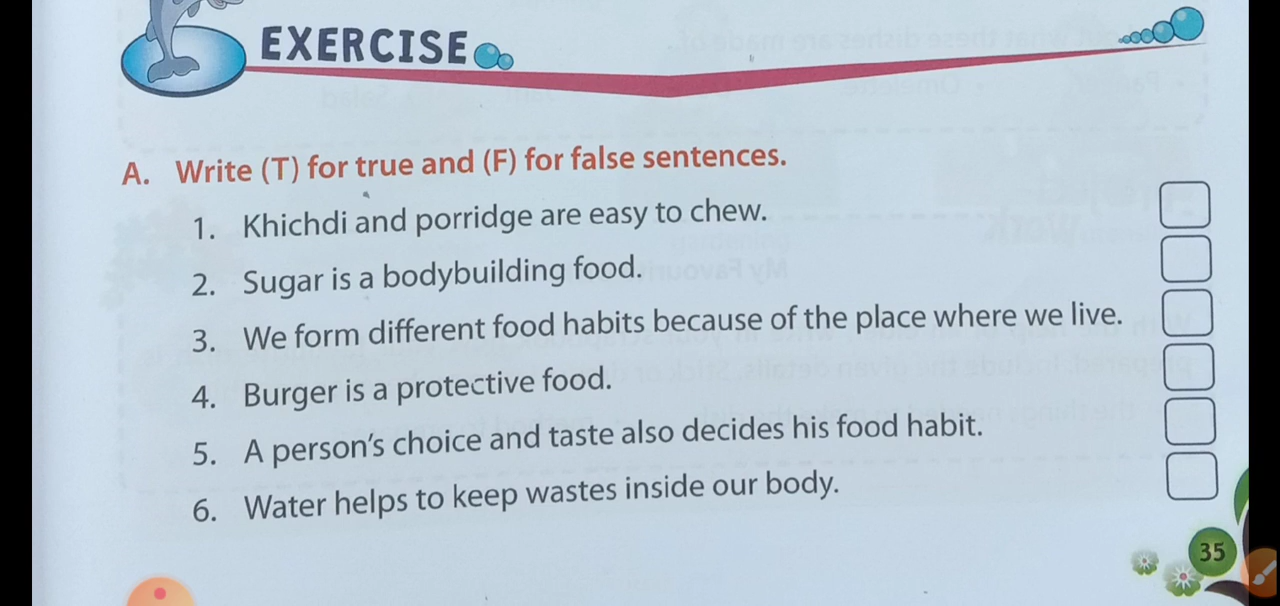 EXERCISE
A. Write (T) for true and (F) for false sentences.
1. Khichdi and porridge are easy to chew.
2. Sugar is a bodybuilding food.
3. We form different food habits because of the place where we live.
4. Burger is a protective food.
5. A person's choice and taste also decides his food habit.
6. Water helps to keep wastes inside our body.
35